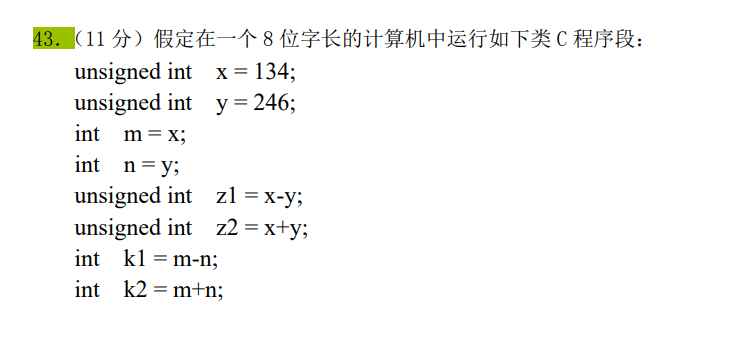 43.（11 分）假定在一个 8 位字长的计算机中运行如下类 C 程序段：
unsigned int x = 134;
unsigned int y = 246;
int m = x;
int n = y;
unsigned int z1 = x-y;
unsigned int z2 = x+y;
int k1 = m-n;
int k2 = m+n;